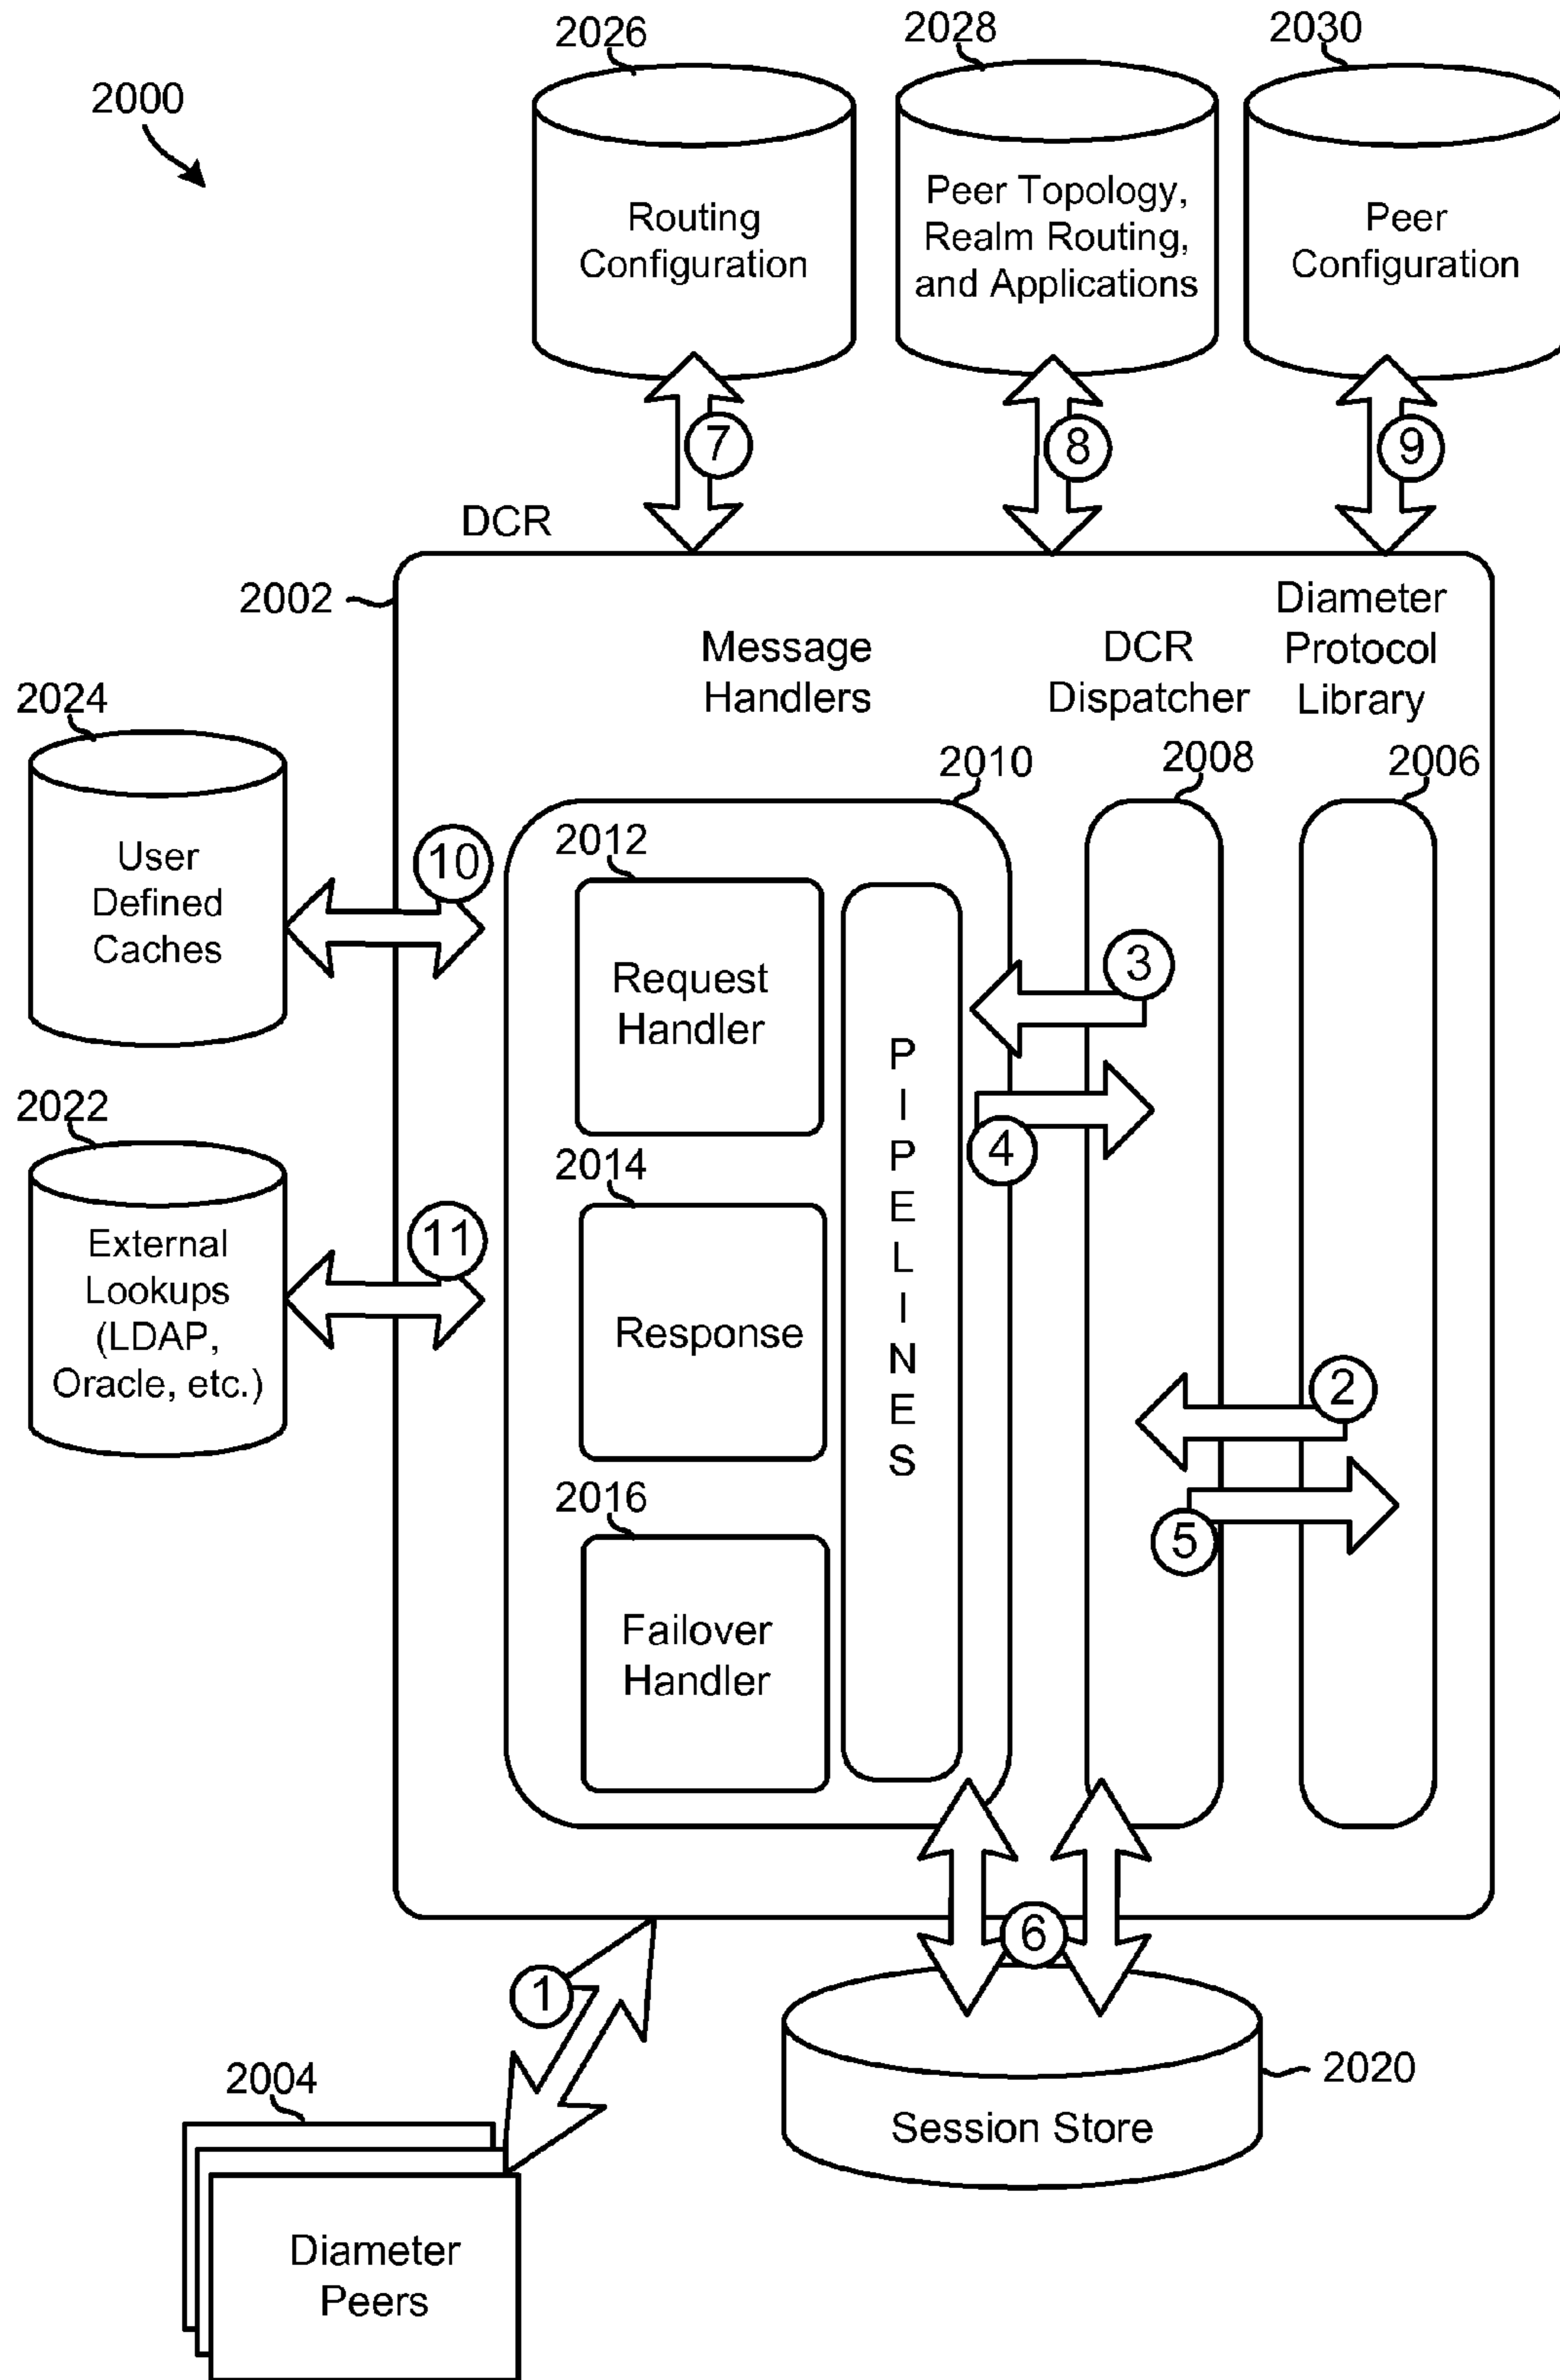 2026
2028
2030
2000
Routing
Configuration
Peer Topology,
Realm Routing,
and Applications
Peer
Configuration
7
8
9
DCR
2002
Message
Handlers
DCR
Dispatcher
Diameter
Protocol
Library
2024
2010
2008
2006
User
Defined
Caches
10
2012
Request
Handler
PIPELINES
3
4
2022
External
Lookups
(LDAP,
Oracle, etc.)
11
2014
Response
2
5
2016
Failover
Handler
6
1
2004
Diameter
Peers
2020
Session Store